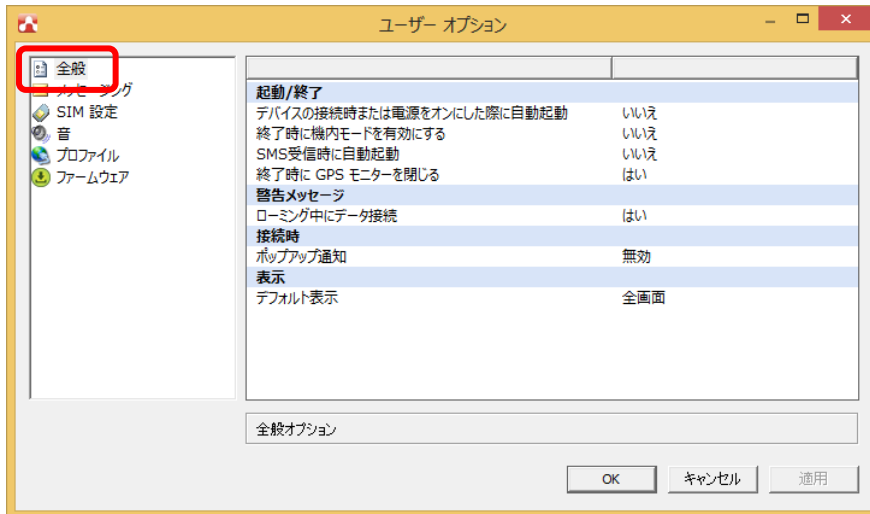 ユーザー オプション
全般
メッセージング
SIM 設定
音
プロファイル
ファームウェア
起動/終了
デバイスの接続時または電源をオンにした際に自動起動 いいえ
終了時に機内モードを有効にする いいえ
SMS受信時に自動起動 いいえ
終了時に GPS モニターを閉じる はい
警告メッセージ
ローミング中にデータ接続 はい
接続時
ポップアップ通知 無効
表示
デフォルト表示 全画面
全般オプション
OK キャンセル 適用